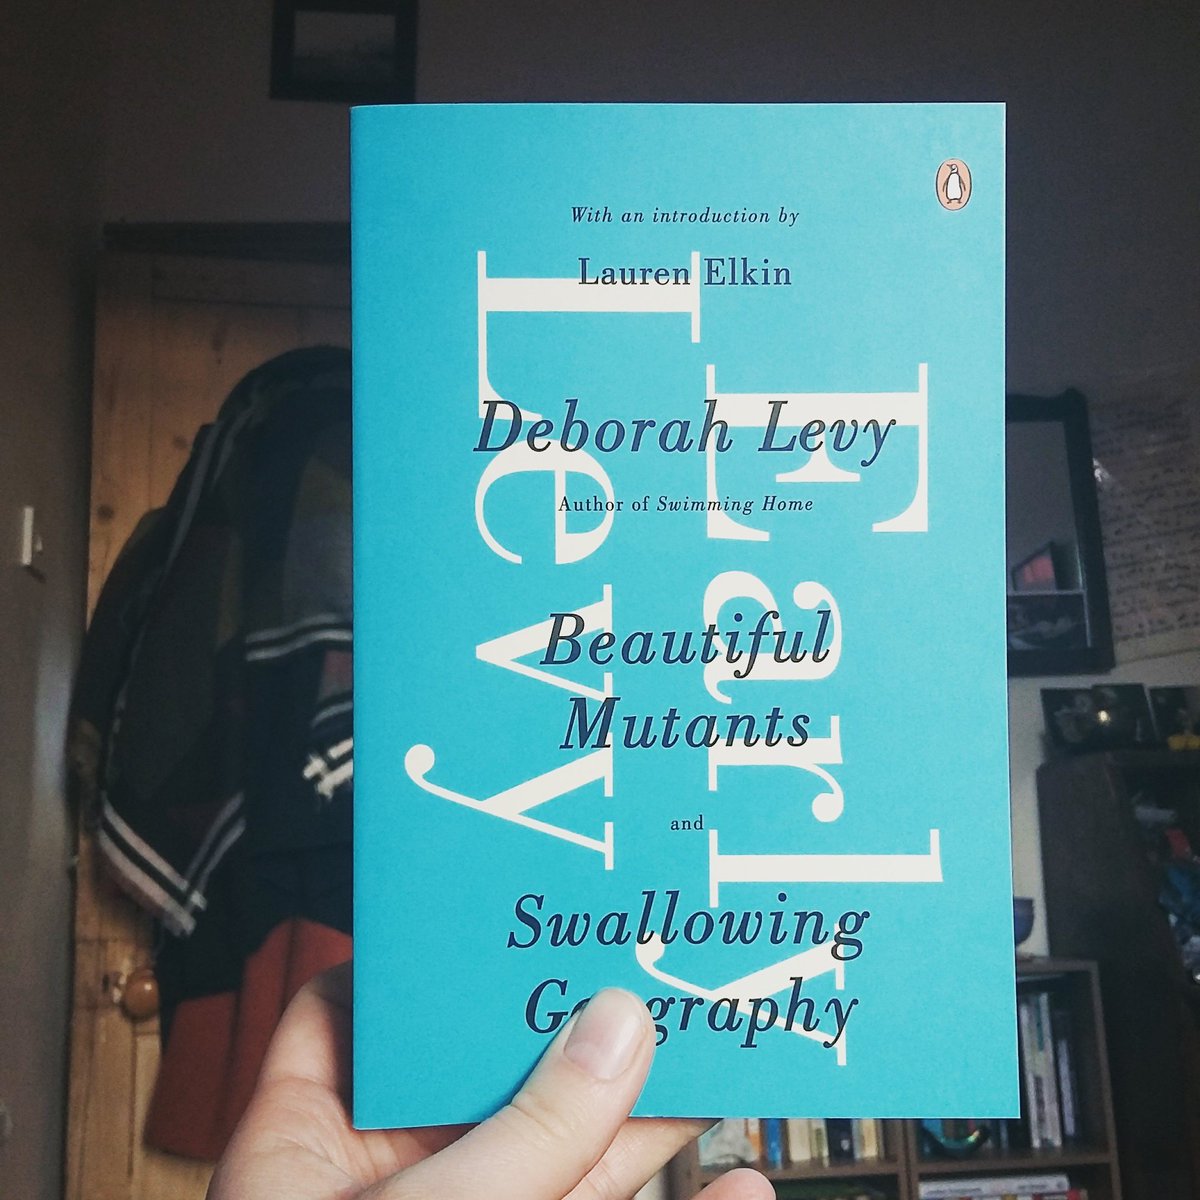 With an introduction by
Lauren Elkin
Early
Levy
Deborah Levy
Author of Swimming Home
Beautiful
Mutants
and
Swallowing
Geography